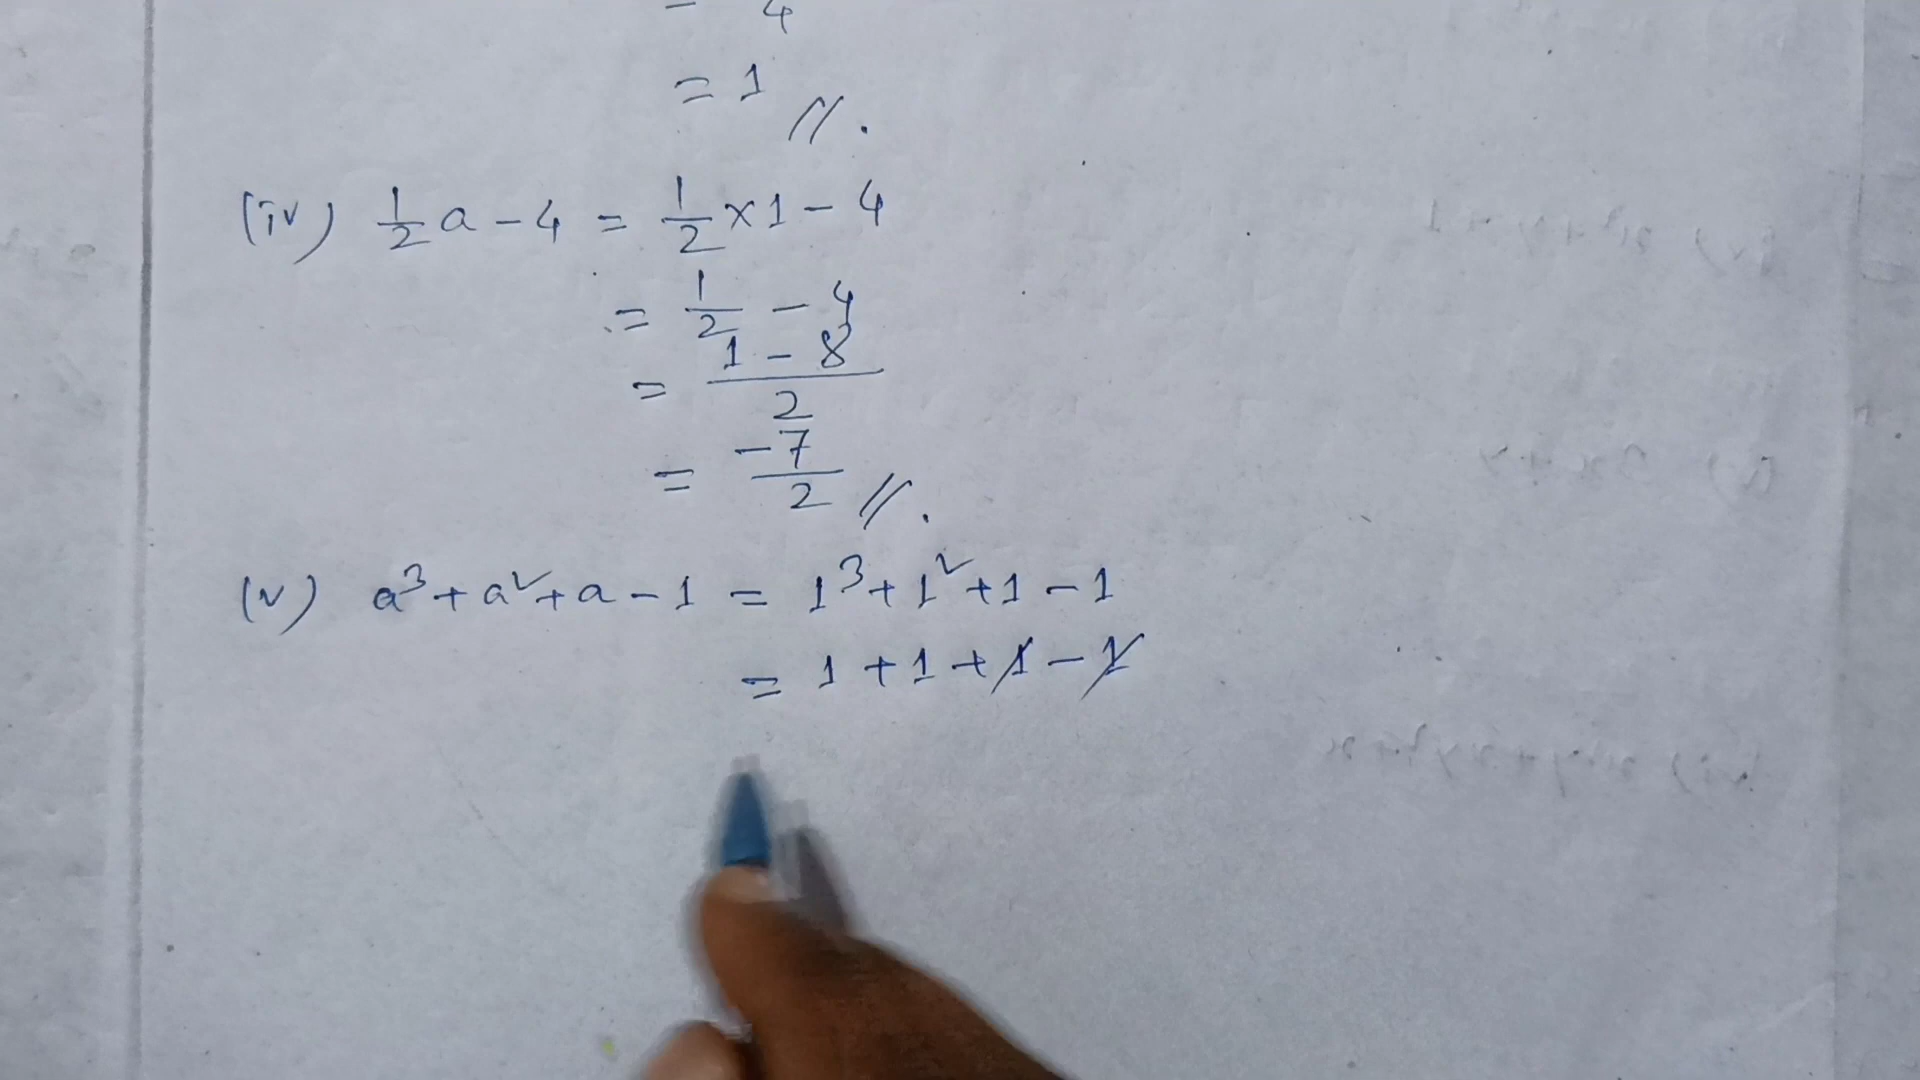 = 4
= 1 //.
(iv) 1/2 a - 4 = 1/2 × 1 - 4
= 1/2 - 4
= (1 - 8)/2
= -7/2 //.
(v) a³ + a² + a - 1 = 1³ + 1² + 1 - 1
= 1 + 1 + 1 - 1